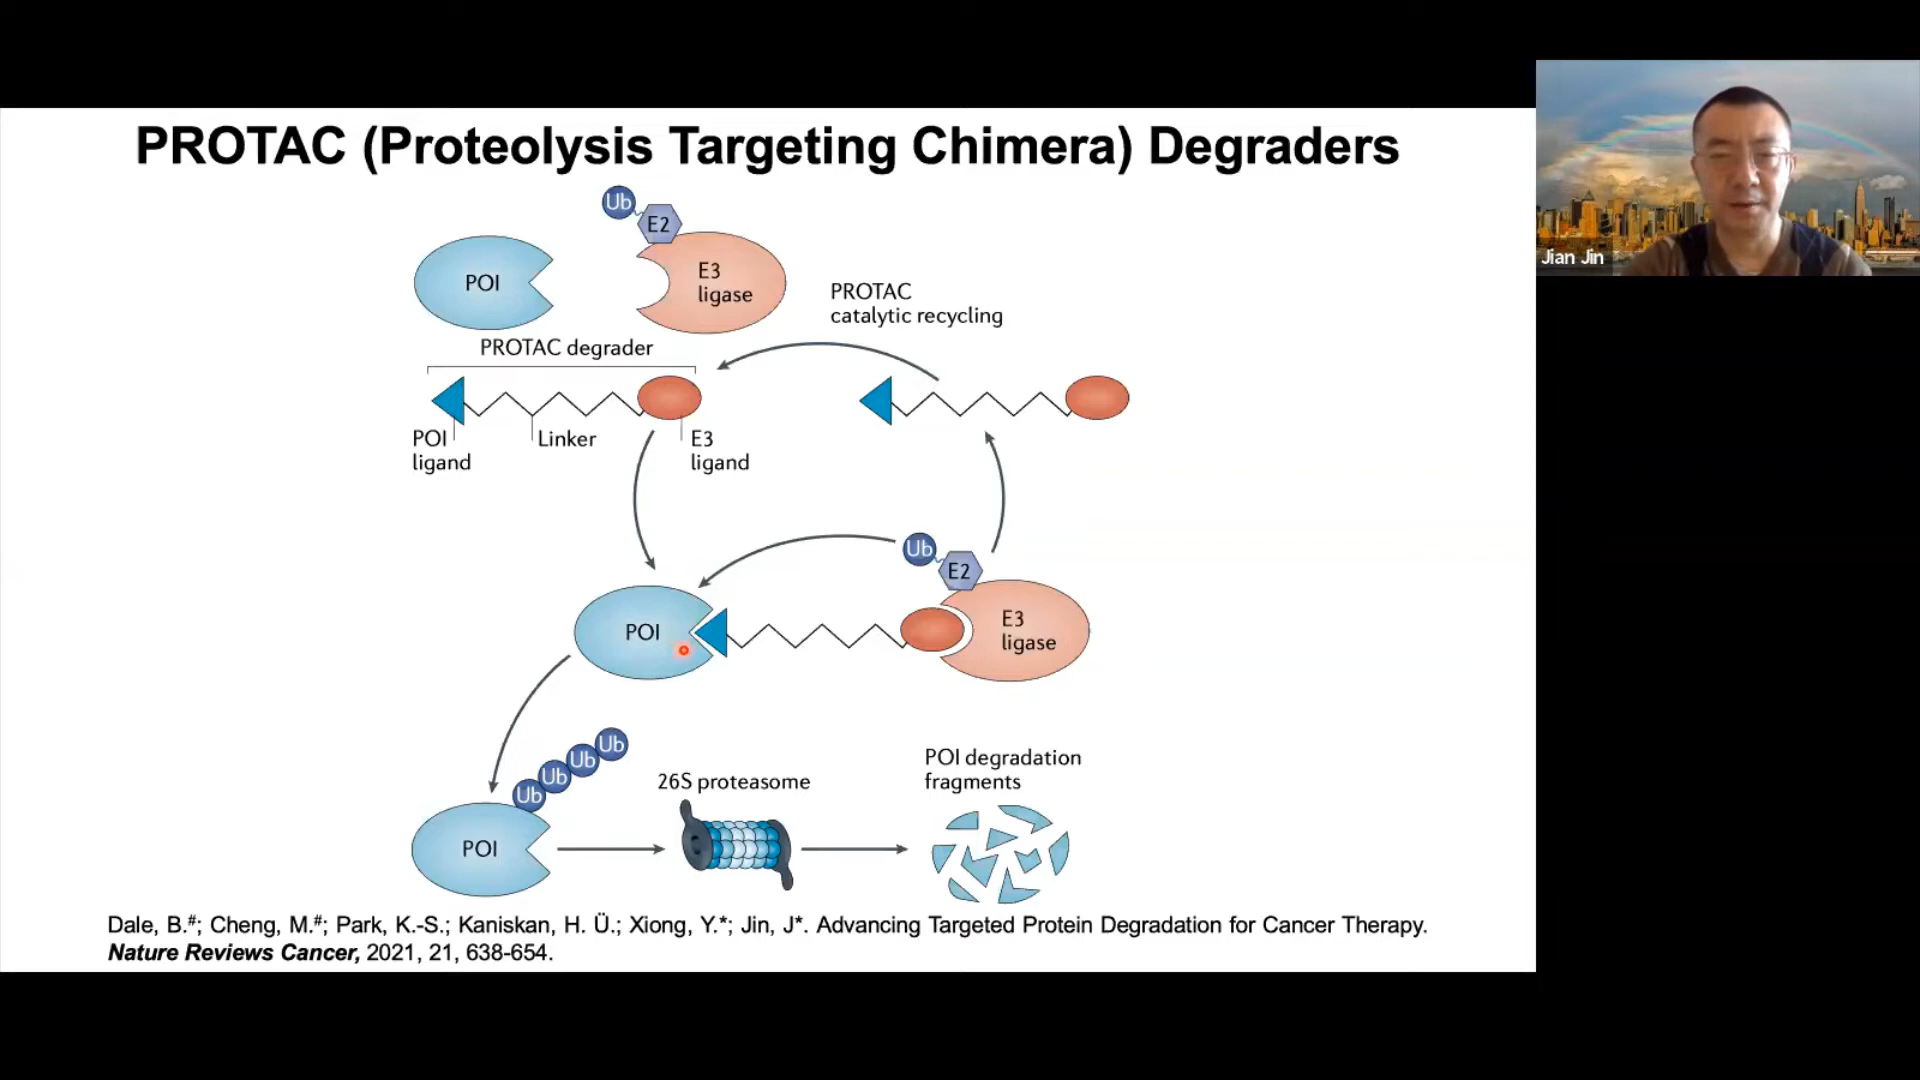 PROTAC (Proteolysis Targeting Chimera) Degraders
Jian Jin
Ub
E2
POI
E3
ligase
PROTAC
catalytic recycling
PROTAC degrader
POI
ligand
Linker
E3
ligand
Ub
E2
POI
E3
ligase
Ub
Ub
Ub
Ub
POI
26S proteasome
POI degradation
fragments
Dale, B.#; Cheng, M.#; Park, K.-S.; Kaniskan, H. Ü.; Xiong, Y.*; Jin, J*. Advancing Targeted Protein Degradation for Cancer Therapy.
Nature Reviews Cancer, 2021, 21, 638-654.